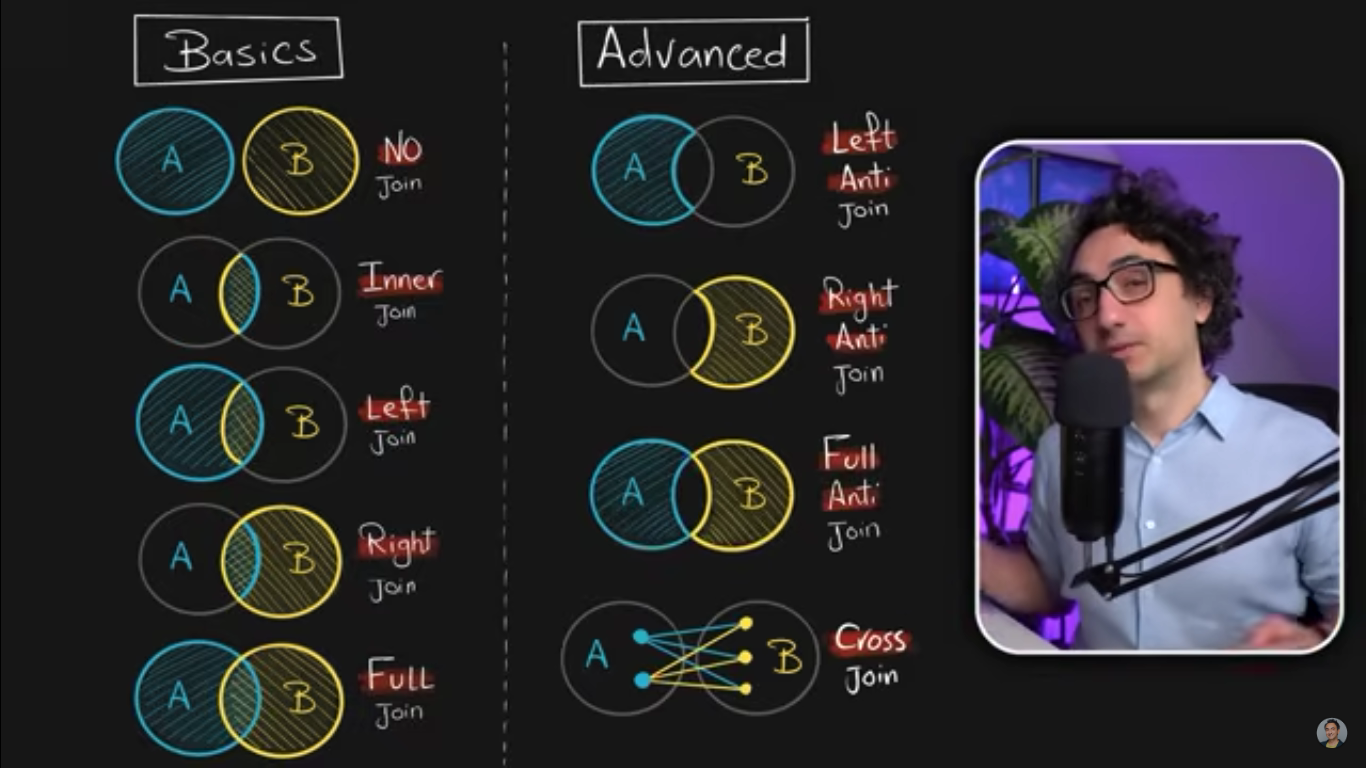 Basics
A
B
NO
Join
A
B
Inner
Join
A
B
Left
Join
A
B
Right
Join
A
B
Full
Join
Advanced
A
B
Left
Anti
Join
A
B
Right
Anti
Join
A
B
Full
Anti
Join
A
B
Cross
Join